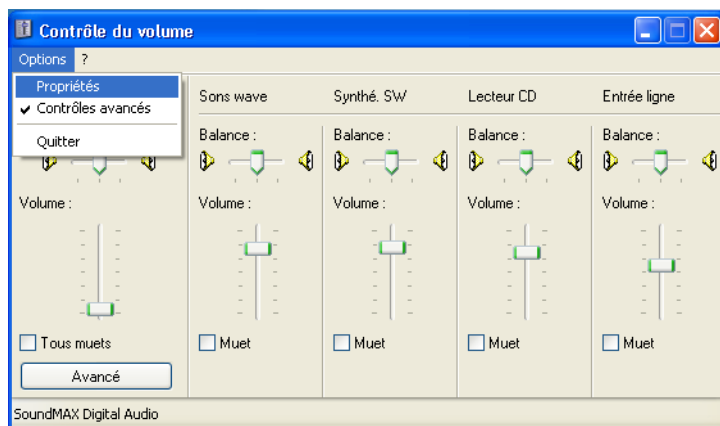 Contrôle du volume
Options ?
Propriétés
Contrôles avancés
Quitter
Sons wave Synthé. SW Lecteur CD Entrée ligne
Balance : Balance : Balance : Balance :
Volume : Volume : Volume : Volume : Volume :
Tous muets Muet Muet Muet Muet
Avancé
SoundMAX Digital Audio